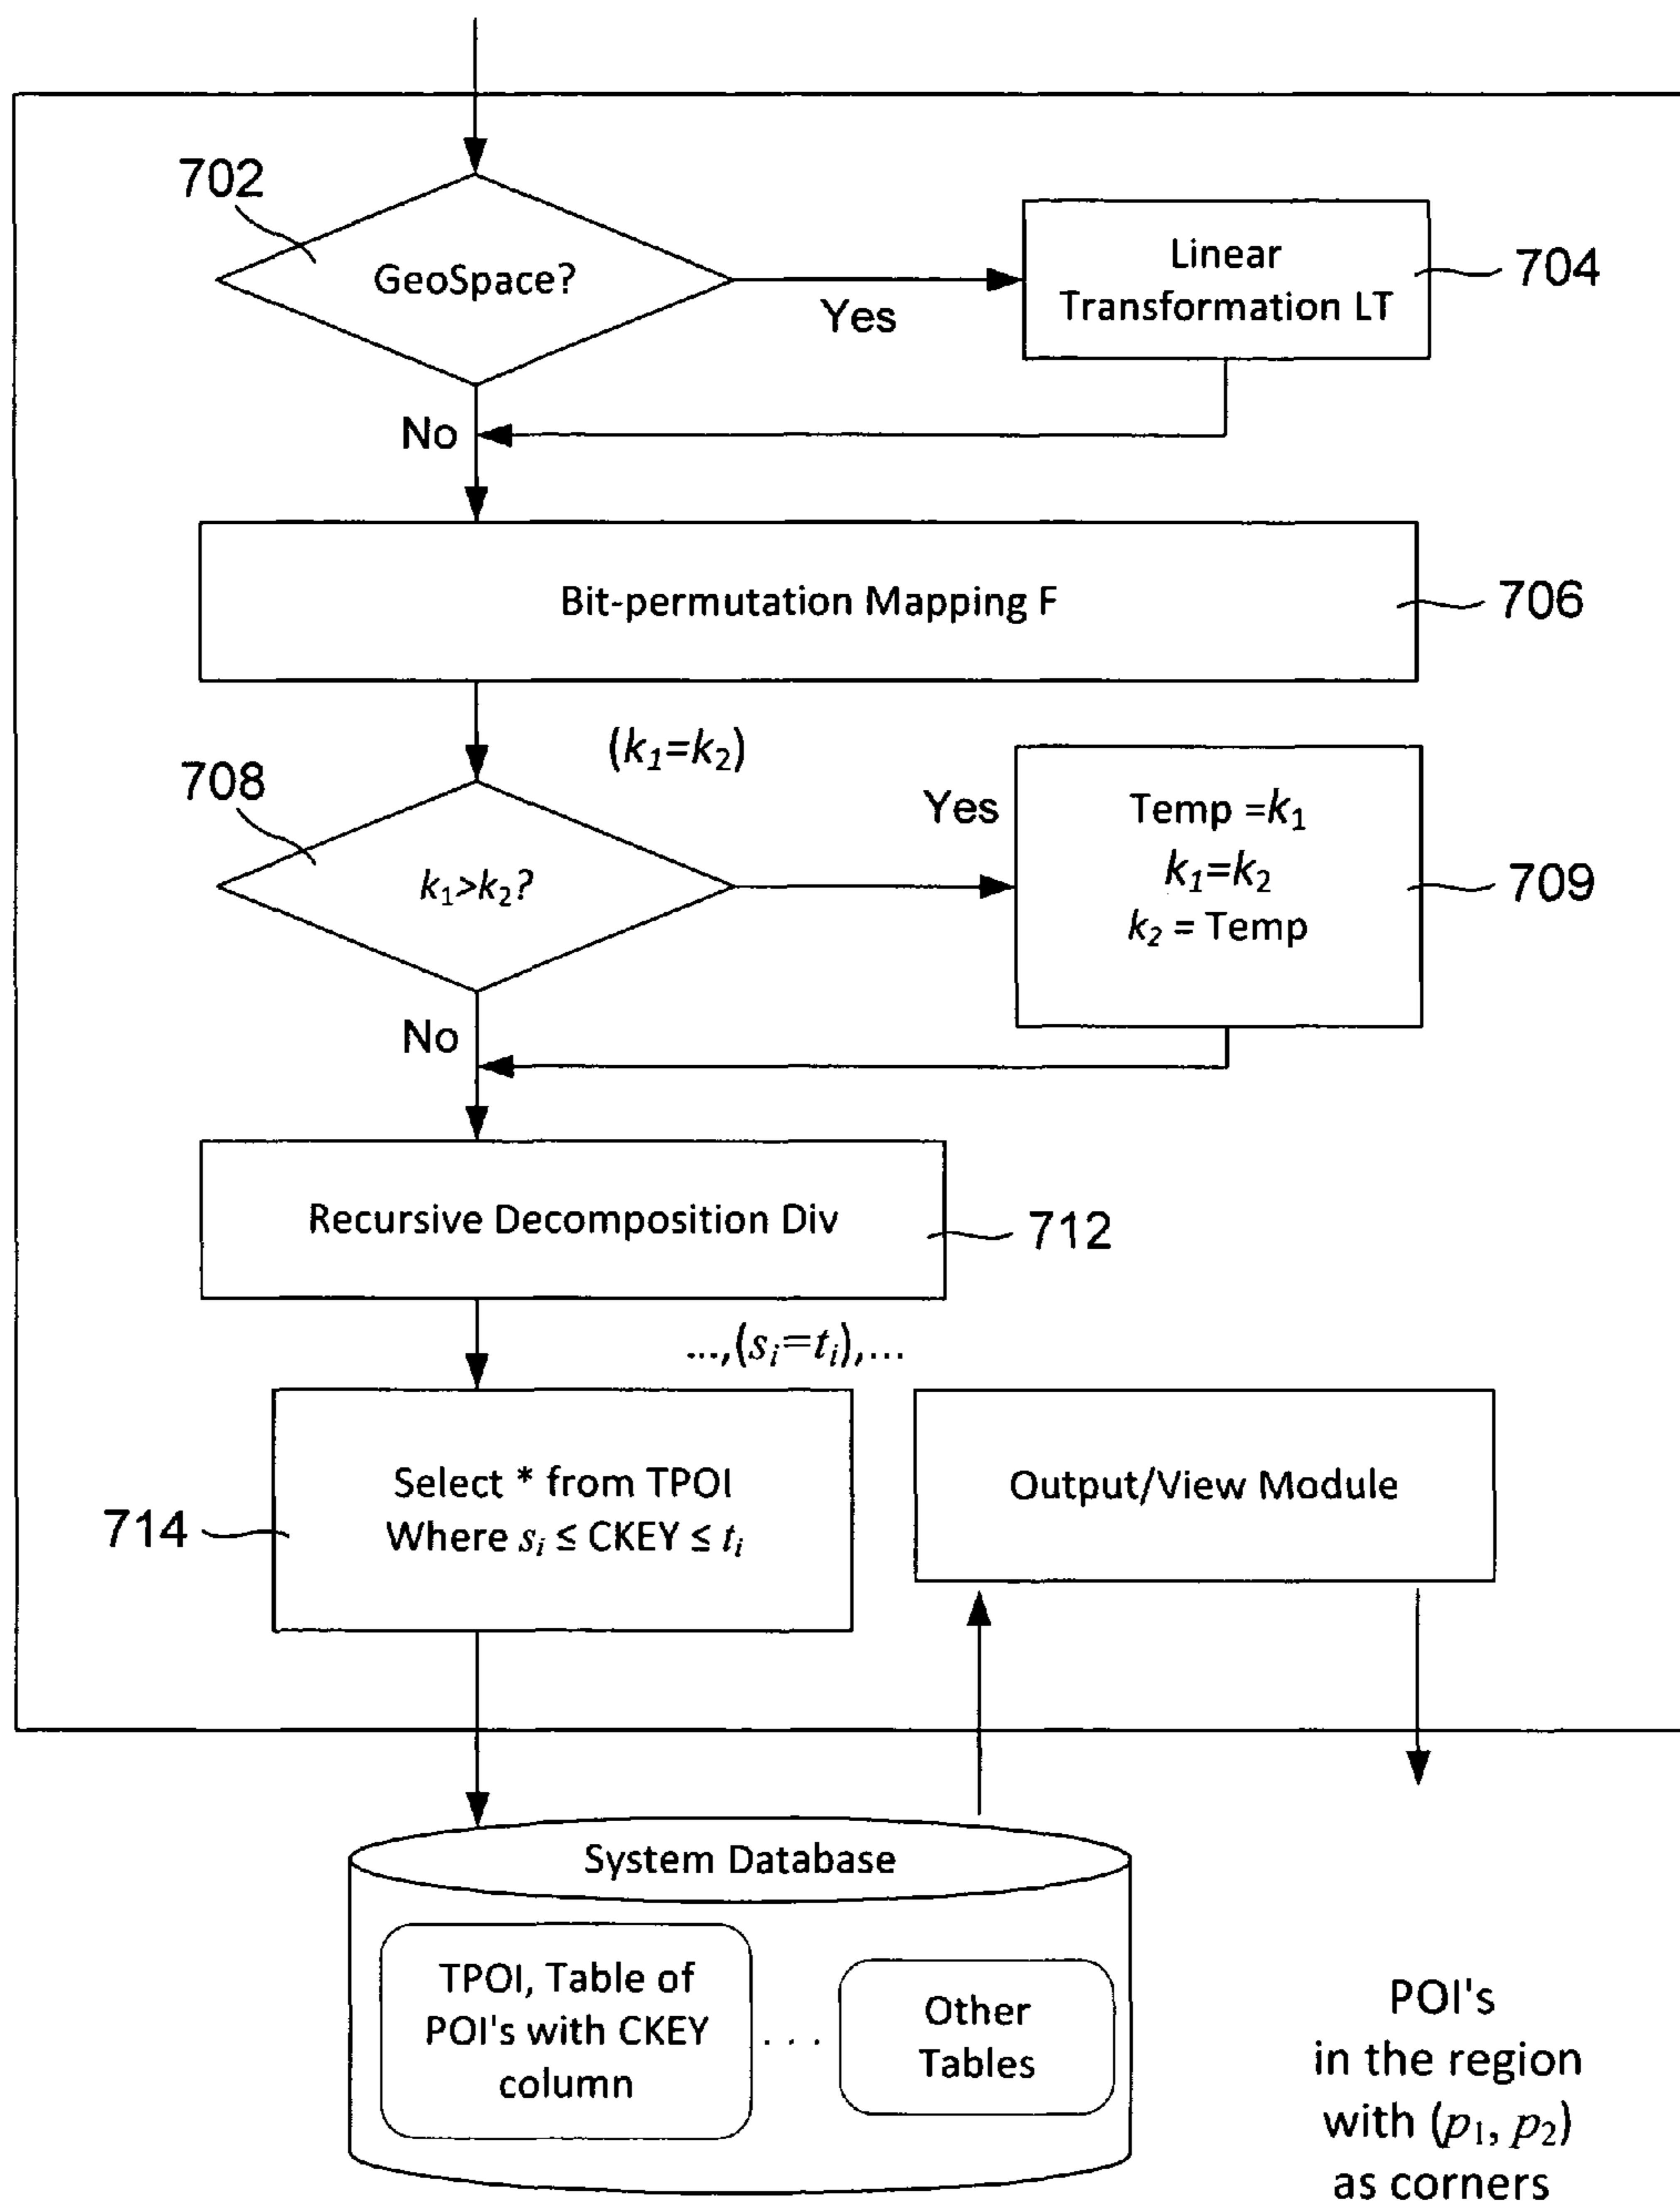 702
GeoSpace?
Yes
Linear
Transformation LT
704
No
Bit-permutation Mapping F
706
(k₁=k₂)
708
k₁>k₂?
Yes
Temp =k₁
k₁=k₂
k₂ = Temp
709
No
Recursive Decomposition Div
712
...,(sᵢ=tᵢ),...
Select * from TPOI
Where sᵢ ≤ CKEY ≤ tᵢ
714
Output/View Module
System Database
TPOI, Table of
POI's with CKEY
column
...
Other
Tables
POI's
in the region
with (p₁, p₂)
as corners